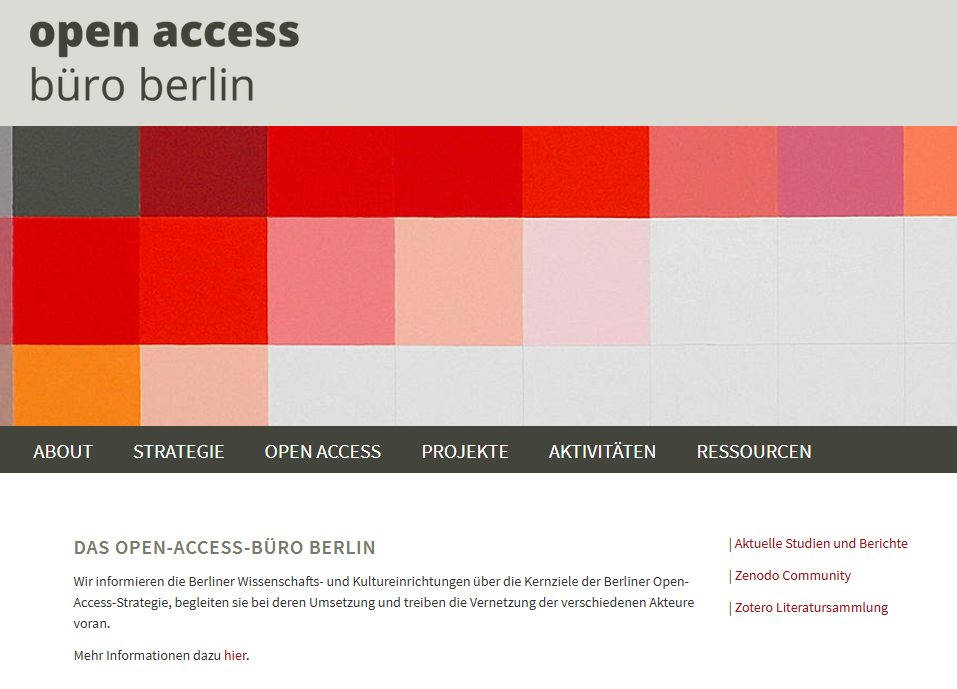 open access
büro berlin
ABOUT STRATEGIE OPEN ACCESS PROJEKTE AKTIVITÄTEN RESSOURCEN
DAS OPEN-ACCESS-BÜRO BERLIN
Wir informieren die Berliner Wissenschafts- und Kultureinrichtungen über die Kernziele der Berliner Open-
Access-Strategie, begleiten sie bei deren Umsetzung und treiben die Vernetzung der verschiedenen Akteure
voran.
Mehr Informationen dazu hier.
| Aktuelle Studien und Berichte
| Zenodo Community
| Zotero Literatursammlung